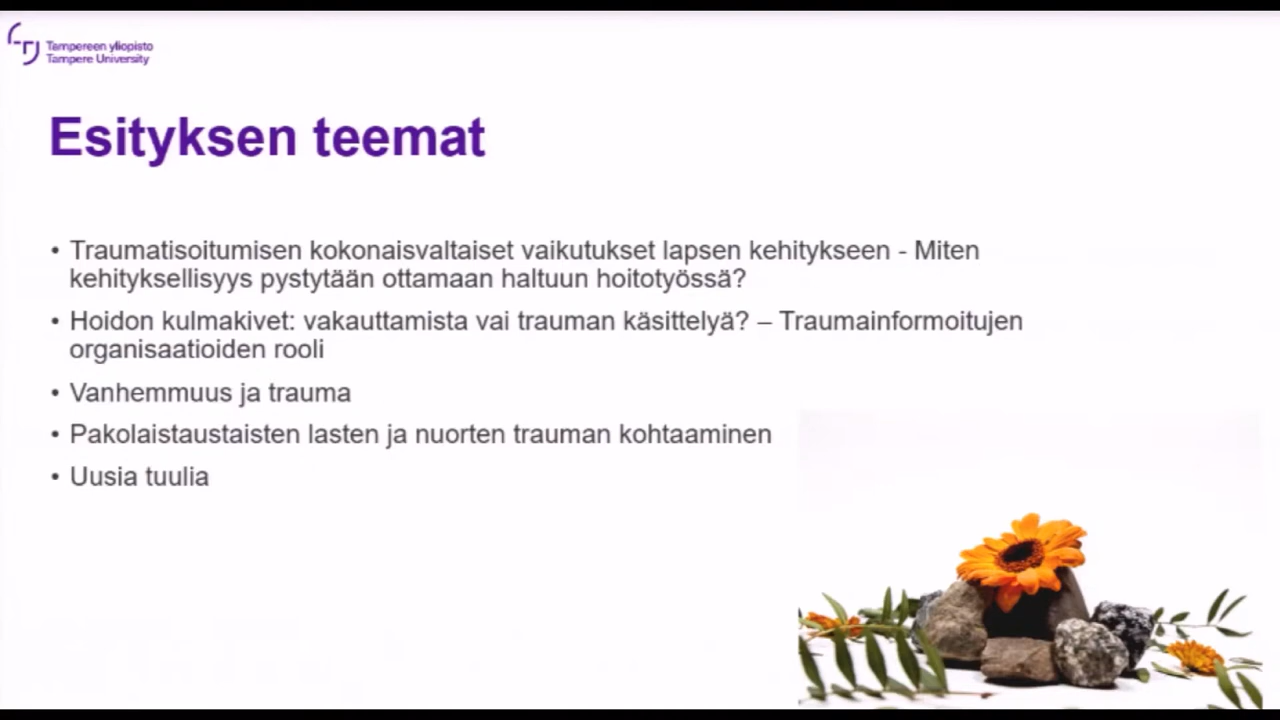 Tampereen yliopisto
Tampere University
Esityksen teemat
• Traumatisoitumisen kokonaisvaltaiset vaikutukset lapsen kehitykseen - Miten
kehityksellisyys pystytään ottamaan haltuun hoitotyössä?
• Hoidon kulmakivet: vakauttamista vai trauman käsittelyä? – Traumainformoitujen
organisaatioiden rooli
• Vanhemmuus ja trauma
• Pakolaistaustaisten lasten ja nuorten trauman kohtaaminen
• Uusia tuulia